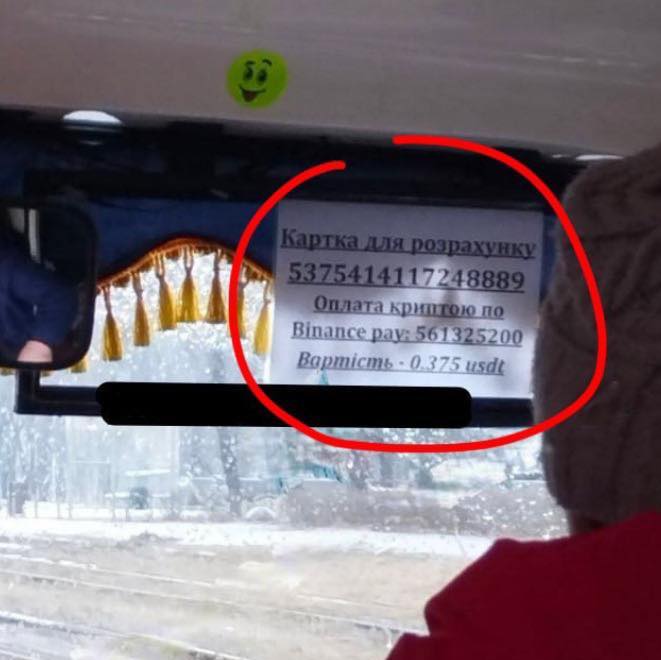 Картка для розрахунку
5375414117248889
Оплата криптою по
Binance pay: 561325200
Вартість - 0.375 usdt